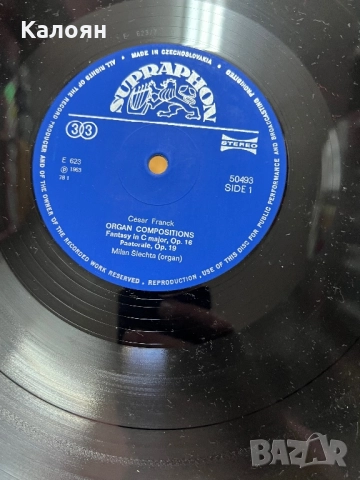 Калоян
MADE IN CZECHOSLOVAKIA
ALL RIGHTS OF THE RECORD PRODUCER AND OF THE OWNER OF THE RECORDED WORK RESERVED. REPRODUCTION, USE OF THIS DISC FOR PUBLIC PERFORMANCE AND BROADCASTING PROHIBITED
SUPRAPHON
33
STEREO
E 623
℗ 1963
50493
SIDE 1
César Franck
ORGAN COMPOSITIONS
Fantasy in C major, Op. 16
Pastorale, Op. 19
Milan Šlechta (organ)
BAZAR